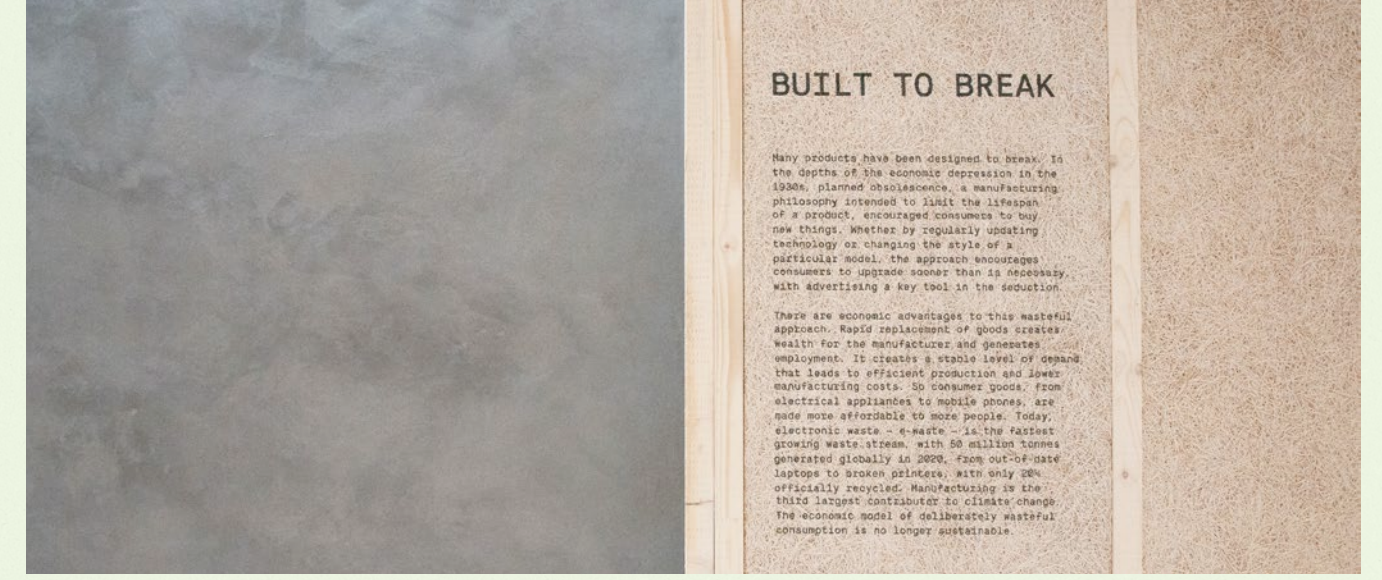 BUILT TO BREAK
Many products have been designed to break. In
the depths of the economic depression in the
1930s, planned obsolescence, a manufacturing
philosophy intended to limit the lifespan
of a product, encouraged consumers to buy
new things. Whether by regularly updating
technology or changing the style of a
particular model, the approach encourages
consumers to upgrade sooner than is necessary,
with advertising a key tool in the seduction.
There are economic advantages to this wasteful
approach. Rapid replacement of goods creates
wealth for the manufacturer and generates
employment. It creates a stable level of demand
that leads to efficient production and lower
manufacturing costs. So consumer goods, from
electrical appliances to mobile phones, are
made more affordable to more people. Today,
electronic waste – e-waste – is the fastest
growing waste stream, with 50 million tonnes
generated globally in 2020, from out-of-date
laptops to broken printers, with only 20%
officially recycled. Manufacturing is the
third largest contributor to climate change.
The economic model of deliberately wasteful
consumption is no longer sustainable.